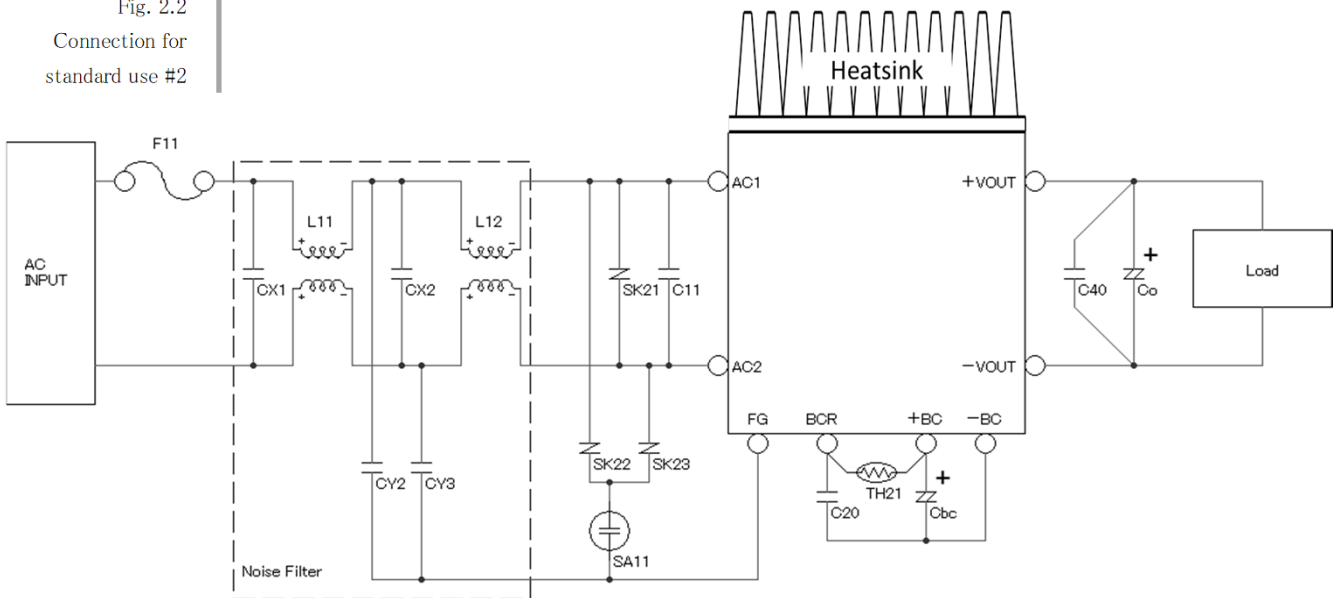 Fig. 2.2
Connection for
standard use #2
Heatsink
F11
AC1
+VOUT
L11
L12
AC
INPUT
CX1
CX2
SK21
C11
C40
+
Co
Load
AC2
-VOUT
FG
BCR
+BC
-BC
SK22
SK23
CY2
CY3
TH21
+
C20
Cbc
SA11
Noise Filter
+
-
+
-
+
-
+
-